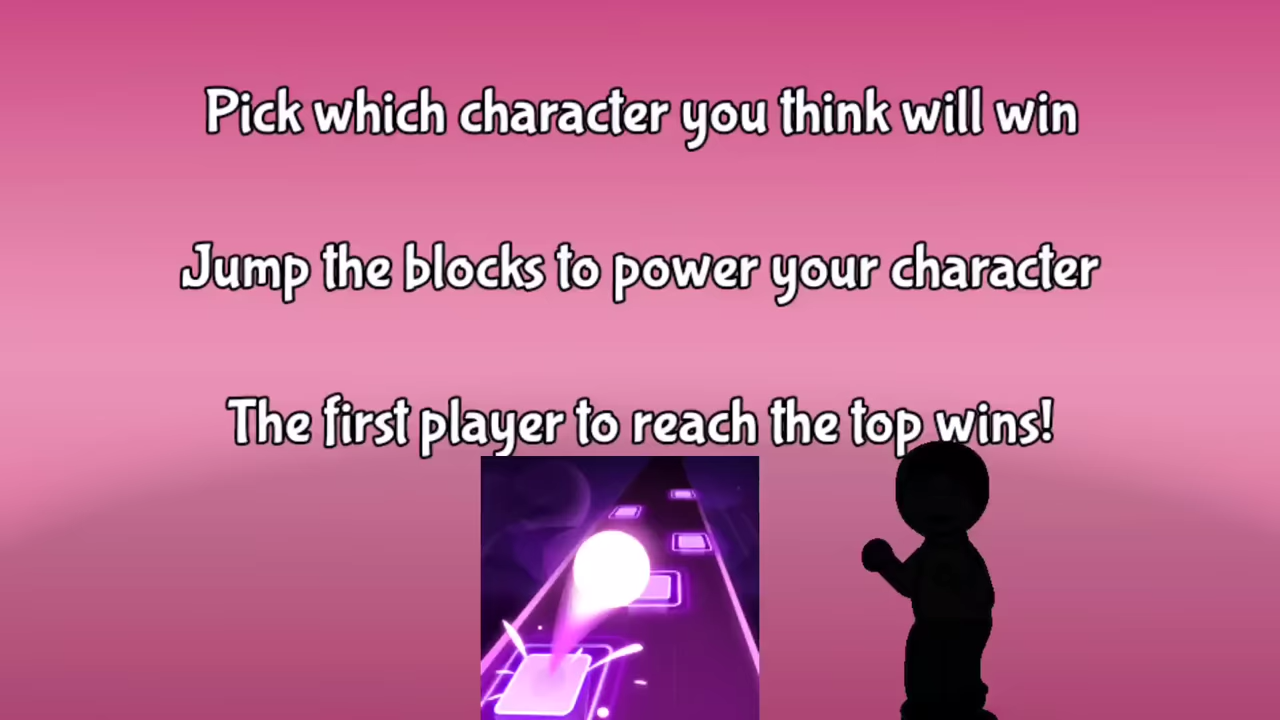 Pick which character you think will win
Jump the blocks to power your character
The first player to reach the top wins!